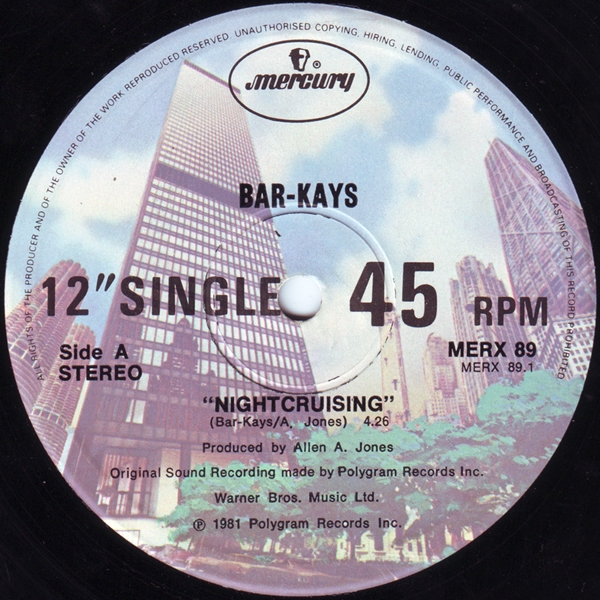 ALL RIGHTS OF THE PRODUCER AND OF THE OWNER OF THE WORK REPRODUCED RESERVED UNAUTHORISED COPYING, HIRING, LENDING, PUBLIC PERFORMANCE AND BROADCASTING OF THIS RECORD PROHIBITED
mercury®
BAR-KAYS
12" SINGLE 45 RPM
Side A MERX 89
STEREO MERX 89.1
"NIGHTCRUISING"
(Bar-Kays/A. Jones) 4.26
Produced by Allen A. Jones
Original Sound Recording made by Polygram Records Inc.
Warner Bros. Music Ltd.
℗ 1981 Polygram Records Inc.